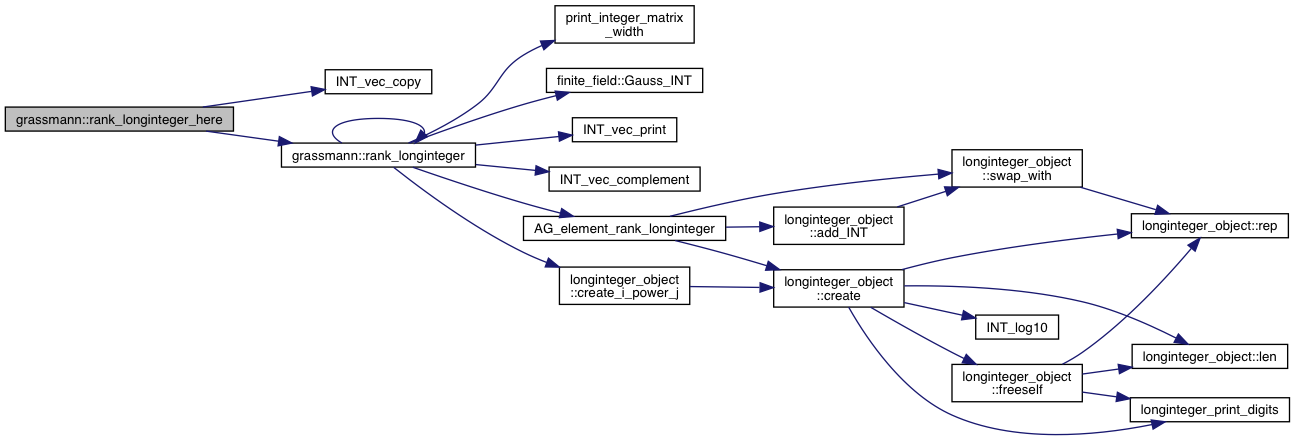 print_integer_matrix
_width
INT_vec_copy
finite_field::Gauss_INT
grassmann::rank_longinteger_here
INT_vec_print
grassmann::rank_longinteger
longinteger_object
::swap_with
INT_vec_complement
longinteger_object
::add_INT
longinteger_object::rep
AG_element_rank_longinteger
longinteger_object
::create_i_power_j
longinteger_object
::create
INT_log10
longinteger_object::len
longinteger_object
::freeself
longinteger_print_digits